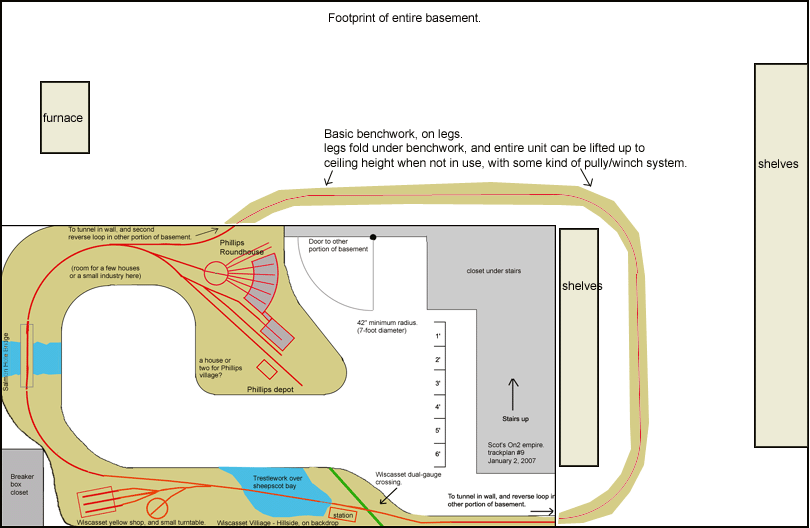 Footprint of entire basement.
furnace
Basic benchwork, on legs.
legs fold under benchwork, and entire unit can be lifted up to
ceiling height when not in use, with some kind of pully/winch system.
shelves
To tunnel in wall, and second
reverse loop in other portion of basement.
Phillips
Roundhouse
Door to other
portion of basement
(room for a few houses
or a small industry here)
closet under stairs
shelves
42" minimum radius.
(7-foot diameter)
1'
2'
3'
4'
5'
6'
Salmon Hole Bridge
a house or
two for Phillips
village?
Phillips depot
Stairs up
Scot's On2 empire.
trackplan #9
January 2, 2007
Breaker
box
closet
Trestlework over
sheepscot bay
Wiscasset dual-gauge
crossing.
To tunnel in wall, and reverse loop in
other portion of basement.
station
Wiscasset yellow shop, and small turntable.
Wiscasset Villiage - Hillside, on backdrop